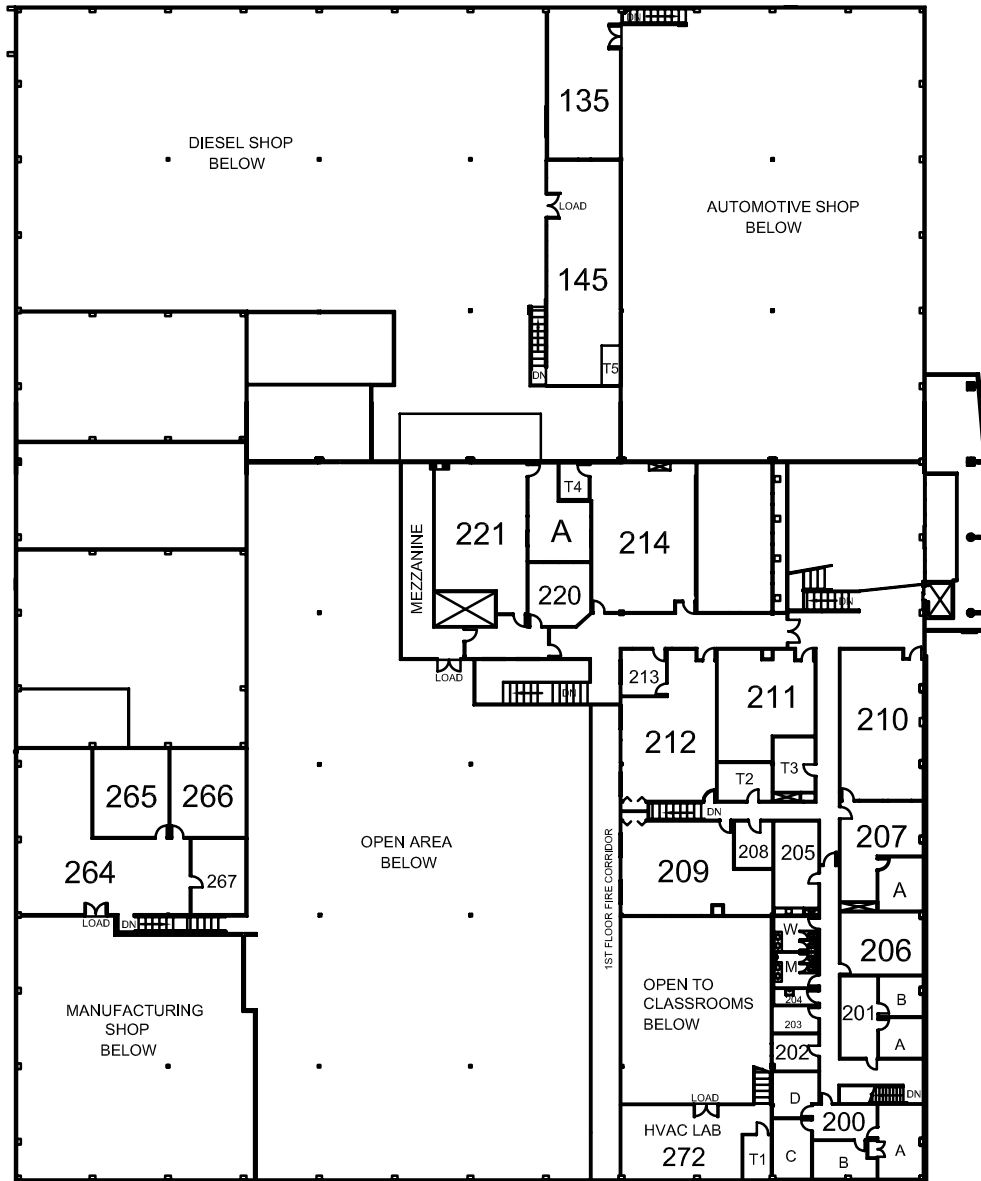 DN
135
DIESEL SHOP
BELOW
LOAD
AUTOMOTIVE SHOP
BELOW
145
T5
DN
T4
221
A
214
MEZZANINE
220
DN
LOAD
DN
213
211
210
212
T3
T2
265
266
DN
207
OPEN AREA
BELOW
208
205
209
264
267
A
1ST FLOOR FIRE CORRIDOR
LOAD
DN
W
206
M
OPEN TO
CLASSROOMS
BELOW
204
B
201
MANUFACTURING
SHOP
BELOW
203
A
202
DN
D
LOAD
200
HVAC LAB
272
T1
C
B
A